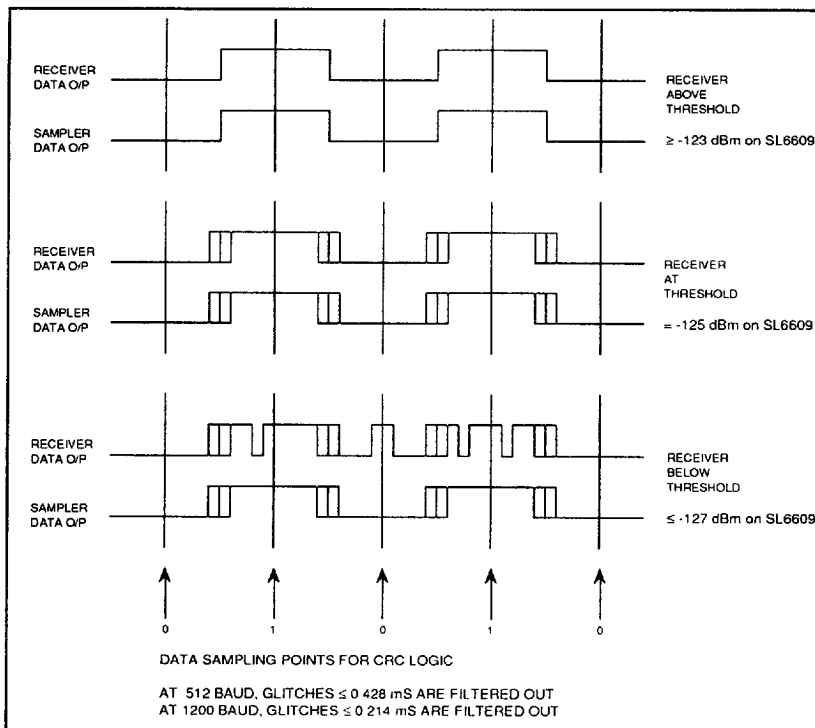 RECEIVER
DATA O/P
RECEIVER
ABOVE
THRESHOLD
SAMPLER
DATA O/P
≥ -123 dBm on SL6609
RECEIVER
DATA O/P
RECEIVER
AT
THRESHOLD
SAMPLER
DATA O/P
= -125 dBm on SL6609
RECEIVER
DATA O/P
RECEIVER
BELOW
THRESHOLD
SAMPLER
DATA O/P
≤ -127 dBm on SL6609
0 1 0 1 0
DATA SAMPLING POINTS FOR CRC LOGIC
AT 512 BAUD, GLITCHES ≤ 0 428 mS ARE FILTERED OUT
AT 1200 BAUD, GLITCHES ≤ 0 214 mS ARE FILTERED OUT